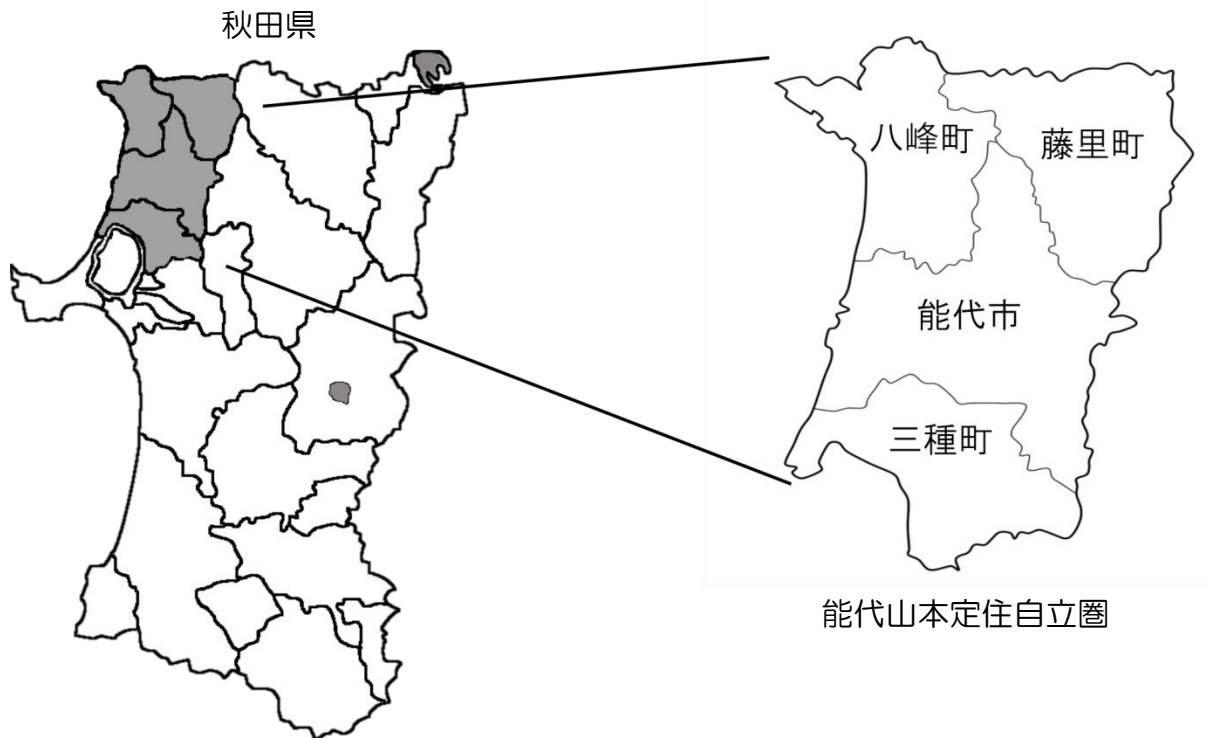 秋田県
八峰町
藤里町
能代市
三種町
能代山本定住自立圏